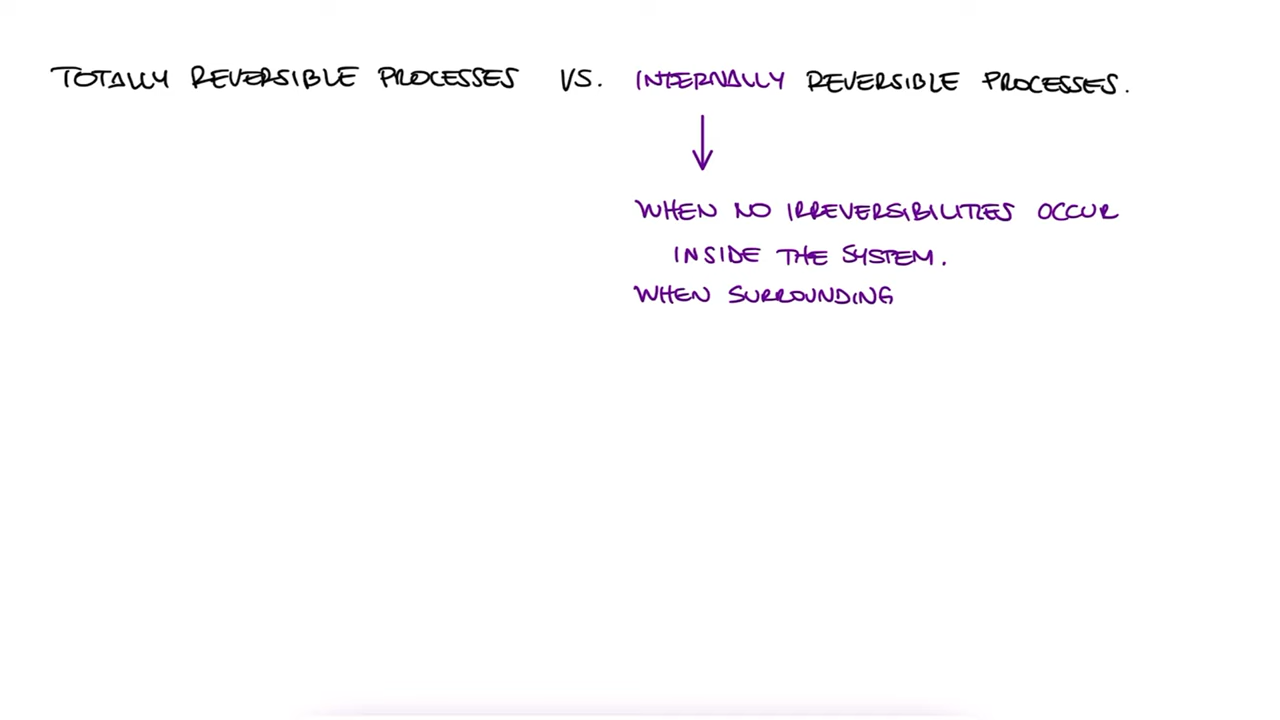 TOTALLY REVERSIBLE PROCESSES VS. INTERNALLY REVERSIBLE PROCESSES.
WHEN NO IRREVERSIBILITIES OCCUR
INSIDE THE SYSTEM.
WHEN SURROUNDING